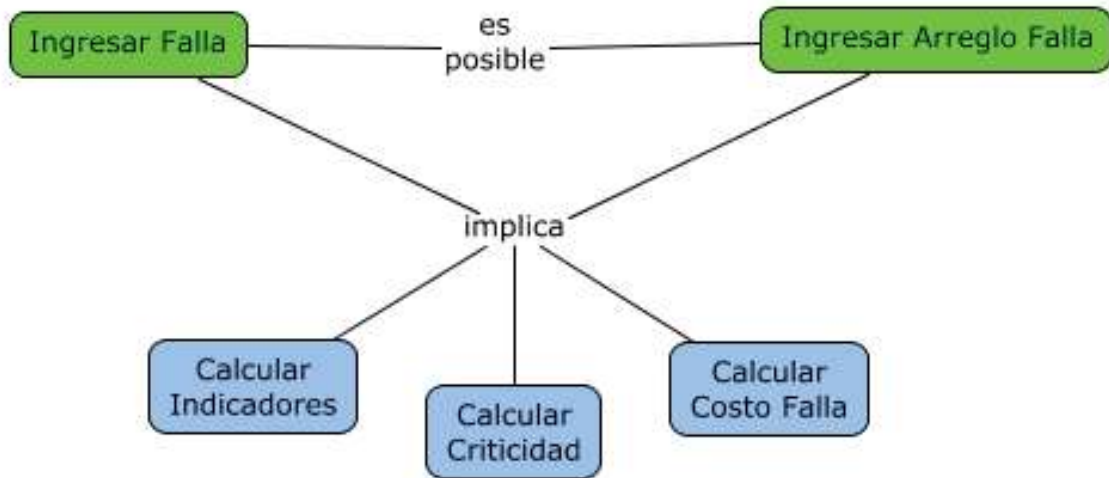 Ingresar Falla
es
posible
Ingresar Arreglo Falla
implica
Calcular
Indicadores
Calcular
Criticidad
Calcular
Costo Falla